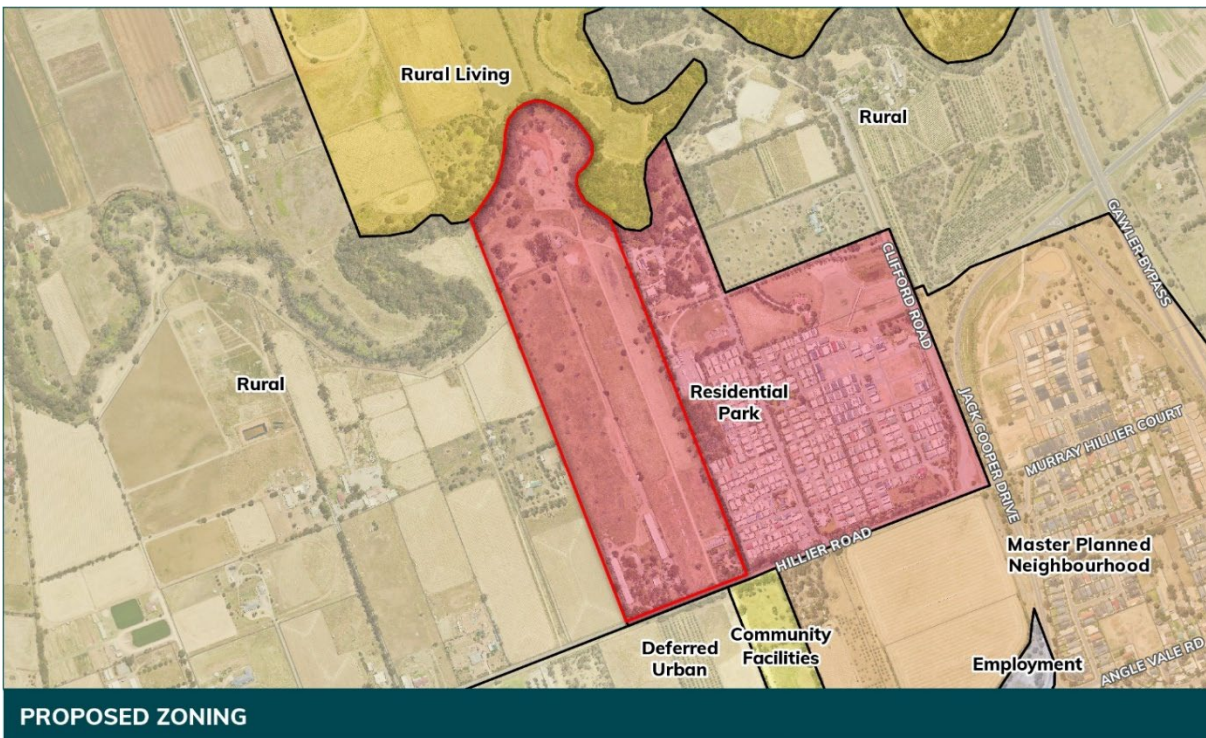 Rural Living
Rural
GAWLER BYPASS
CLIFFORD ROAD
Rural
Residential
Park
JACK COOPER DRIVE
MURRAY HILLIER COURT
HILLIER ROAD
Master Planned
Neighbourhood
Deferred
Urban
Community
Facilities
Employment
ANGLE VALE RD
PROPOSED ZONING